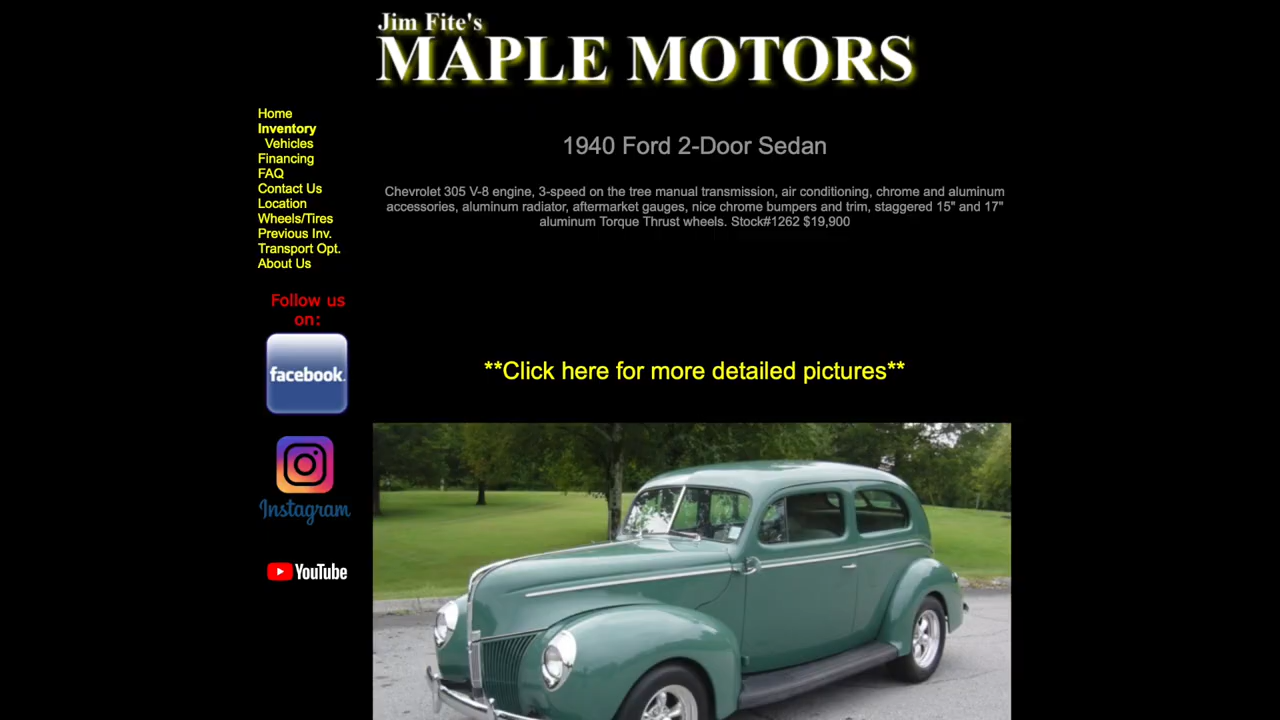 Jim Fite's
MAPLE MOTORS
Home
Inventory
Vehicles
Financing
FAQ
Contact Us
Location
Wheels/Tires
Previous Inv.
Transport Opt.
About Us
Follow us
on:
facebook.
Instagram
YouTube
1940 Ford 2-Door Sedan
Chevrolet 305 V-8 engine, 3-speed on the tree manual transmission, air conditioning, chrome and aluminum
accessories, aluminum radiator, aftermarket gauges, nice chrome bumpers and trim, staggered 15" and 17"
aluminum Torque Thrust wheels. Stock#1262 $19,900
**Click here for more detailed pictures**